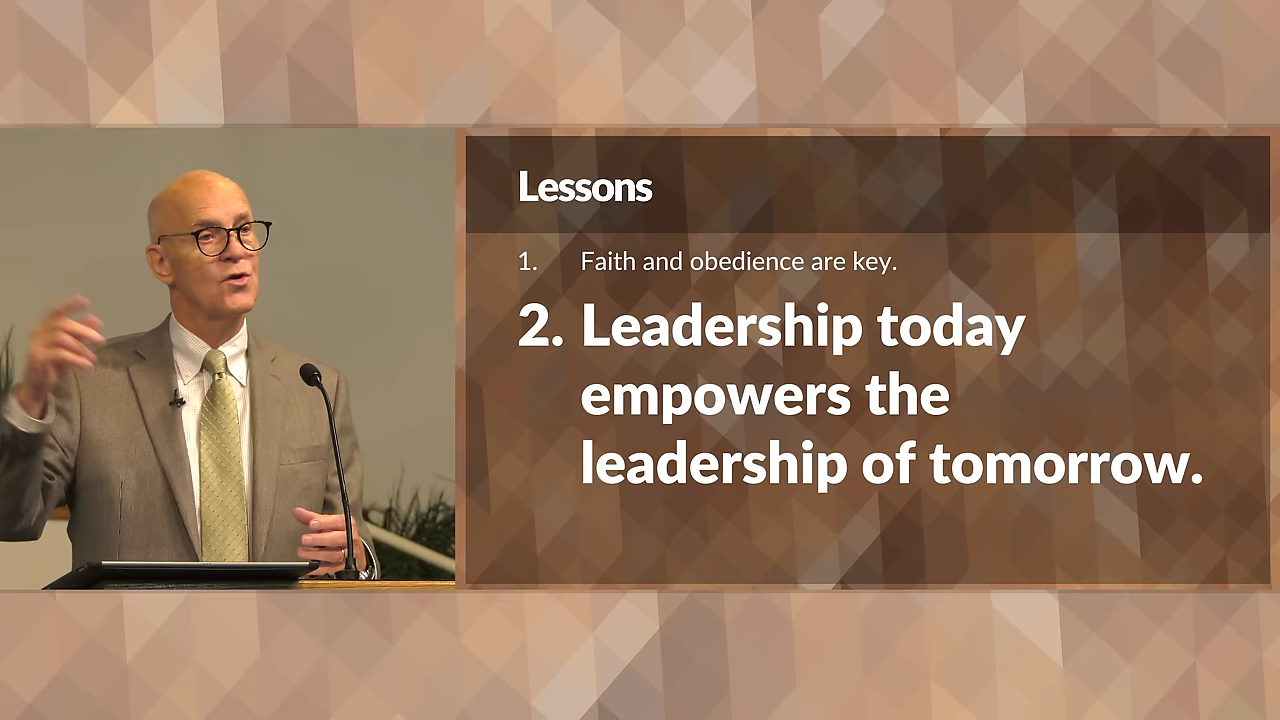 Lessons
1. Faith and obedience are key.
2. Leadership today
empowers the
leadership of tomorrow.